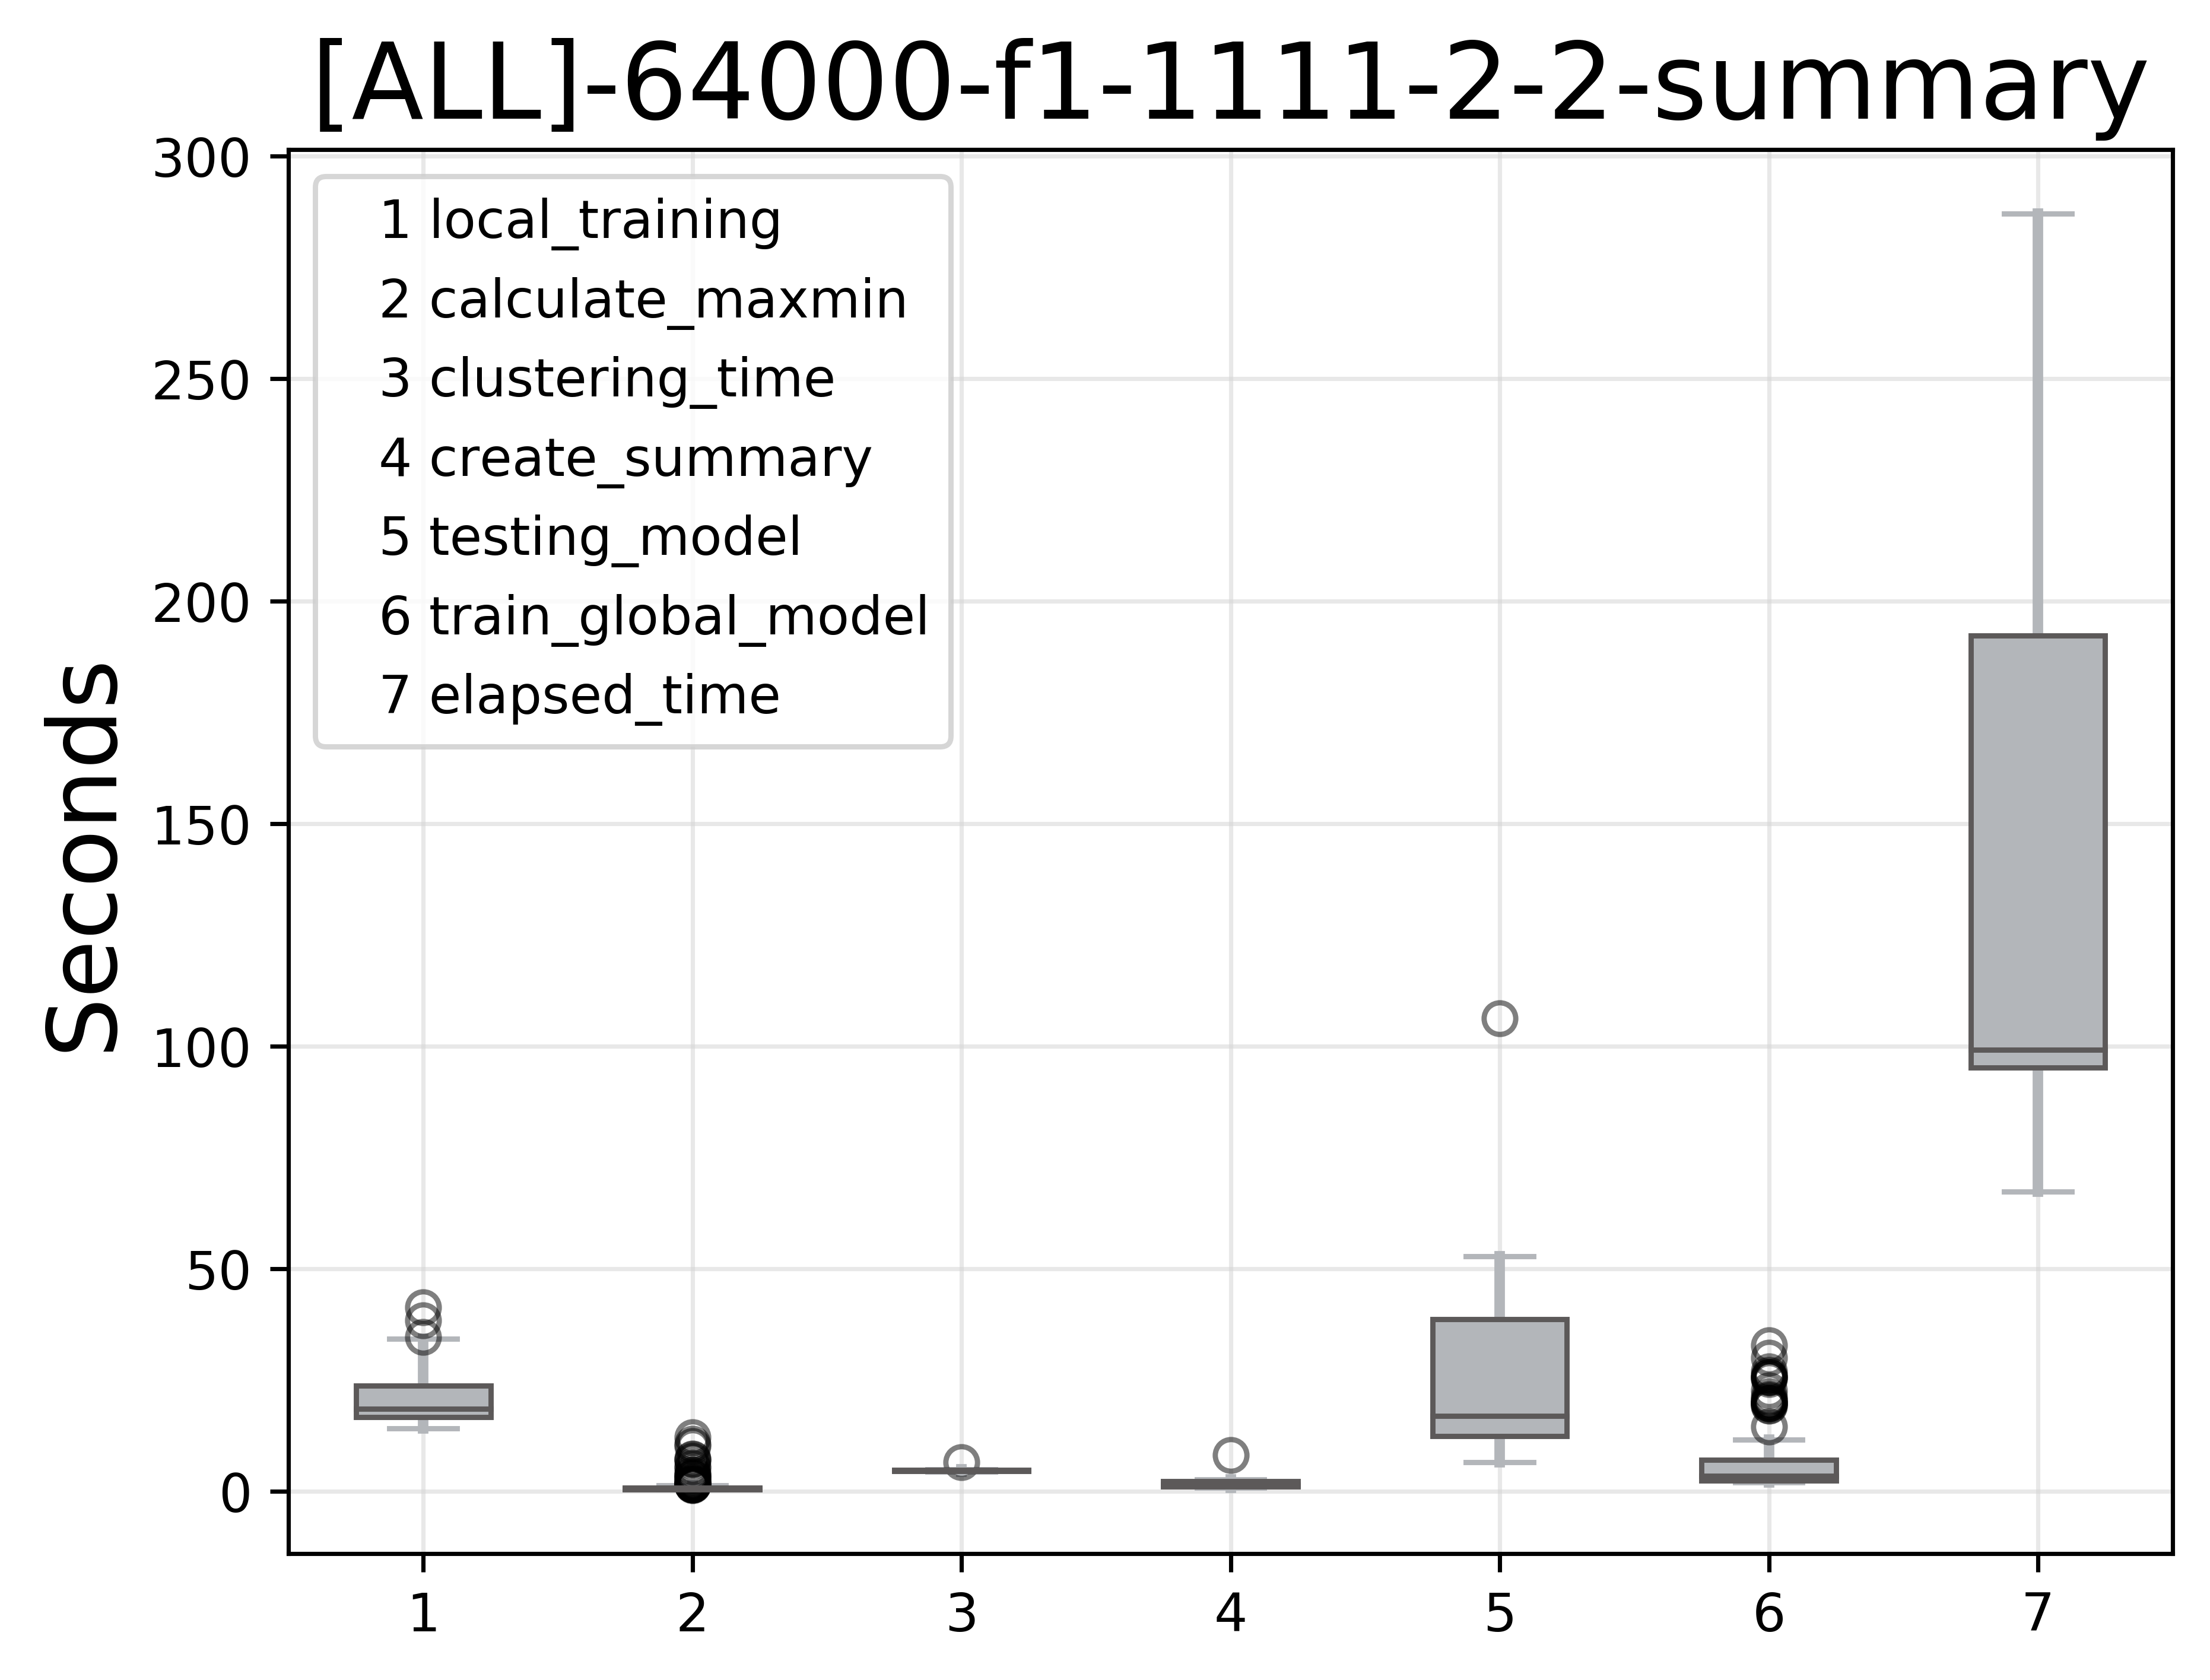 [ALL]-64000-f1-1111-2-2-summary
Seconds
300
250
200
150
100
50
0
1 local_training
2 calculate_maxmin
3 clustering_time
4 create_summary
5 testing_model
6 train_global_model
7 elapsed_time
1 2 3 4 5 6 7